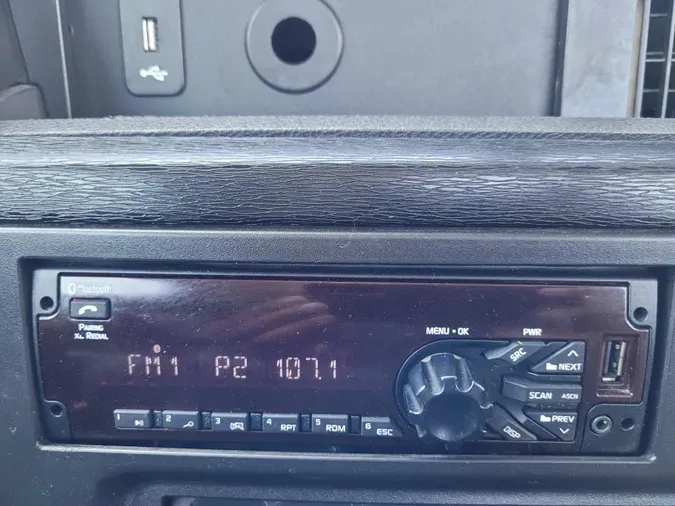 Bluetooth
PAIRING
XL REDIAL
FM1 P2 107.1
MENU • OK
PWR
SRC
NEXT
SCAN ASCN
PREV
DISP
1
2
3
4 RPT
5 RDM
6 ESC